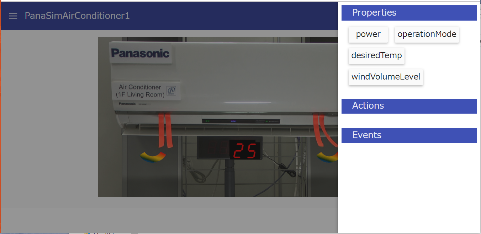 PanaSimAirConditioner1
Panasonic
Air Conditioner
(1F Living Room)
25
Properties
power
operationMode
desiredTemp
windVolumeLevel
Actions
Events